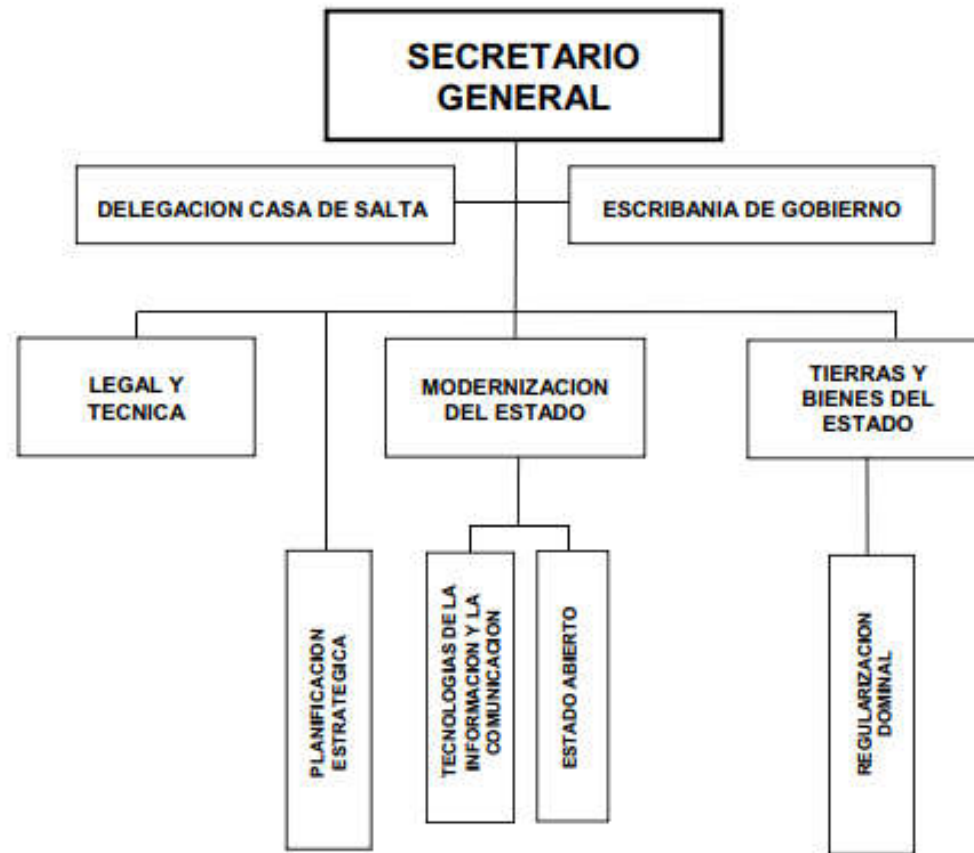 SECRETARIO
GENERAL
DELEGACION CASA DE SALTA
ESCRIBANIA DE GOBIERNO
LEGAL Y
TECNICA
MODERNIZACION
DEL ESTADO
TIERRAS Y
BIENES DEL
ESTADO
PLANIFICACION
ESTRATEGICA
TECNOLOGIAS DE LA
INFORMACION Y LA
COMUNICACION
ESTADO ABIERTO
REGULARIZACION
DOMINAL